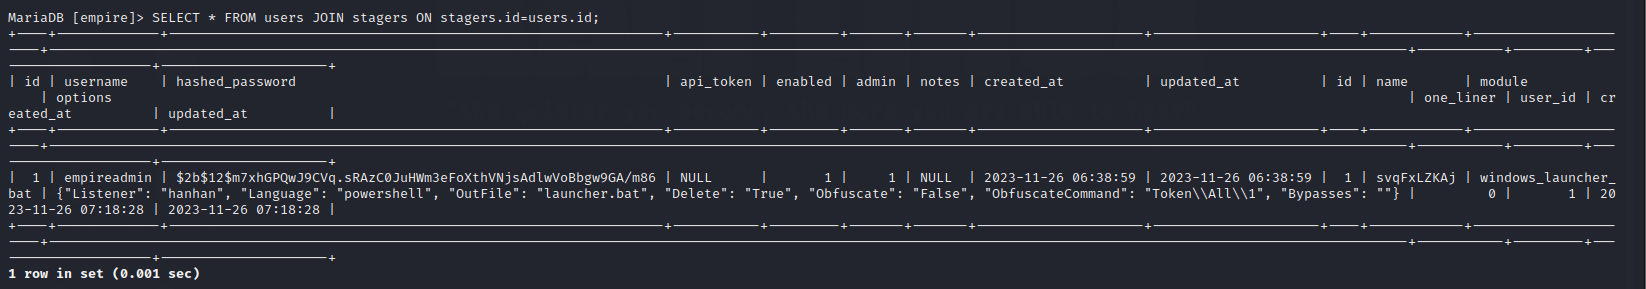 MariaDB [empire]> SELECT * FROM users JOIN stagers ON stagers.id=users.id;
| id | username | hashed_password | api_token | enabled | admin | notes | created_at | updated_at | id | name | module
| options | one_liner | user_id | cr
eated_at | updated_at |
| 1 | empireadmin | $2b$12$m7xhGPQwJ9CVq.sRAzC0JuHWm3eFoXthVNjsAdlwVoBbgw9GA/m86 | NULL | 1 | 1 | NULL | 2023-11-26 06:38:59 | 2023-11-26 06:38:59 | 1 | svqFxLZKAj | windows_launcher_
bat | {"Listener": "hanhan", "Language": "powershell", "OutFile": "launcher.bat", "Delete": "True", "Obfuscate": "False", "ObfuscateCommand": "Token\\All\\1", "Bypasses": ""} | 0 | 1 | 20
23-11-26 07:18:28 | 2023-11-26 07:18:28 |
1 row in set (0.001 sec)